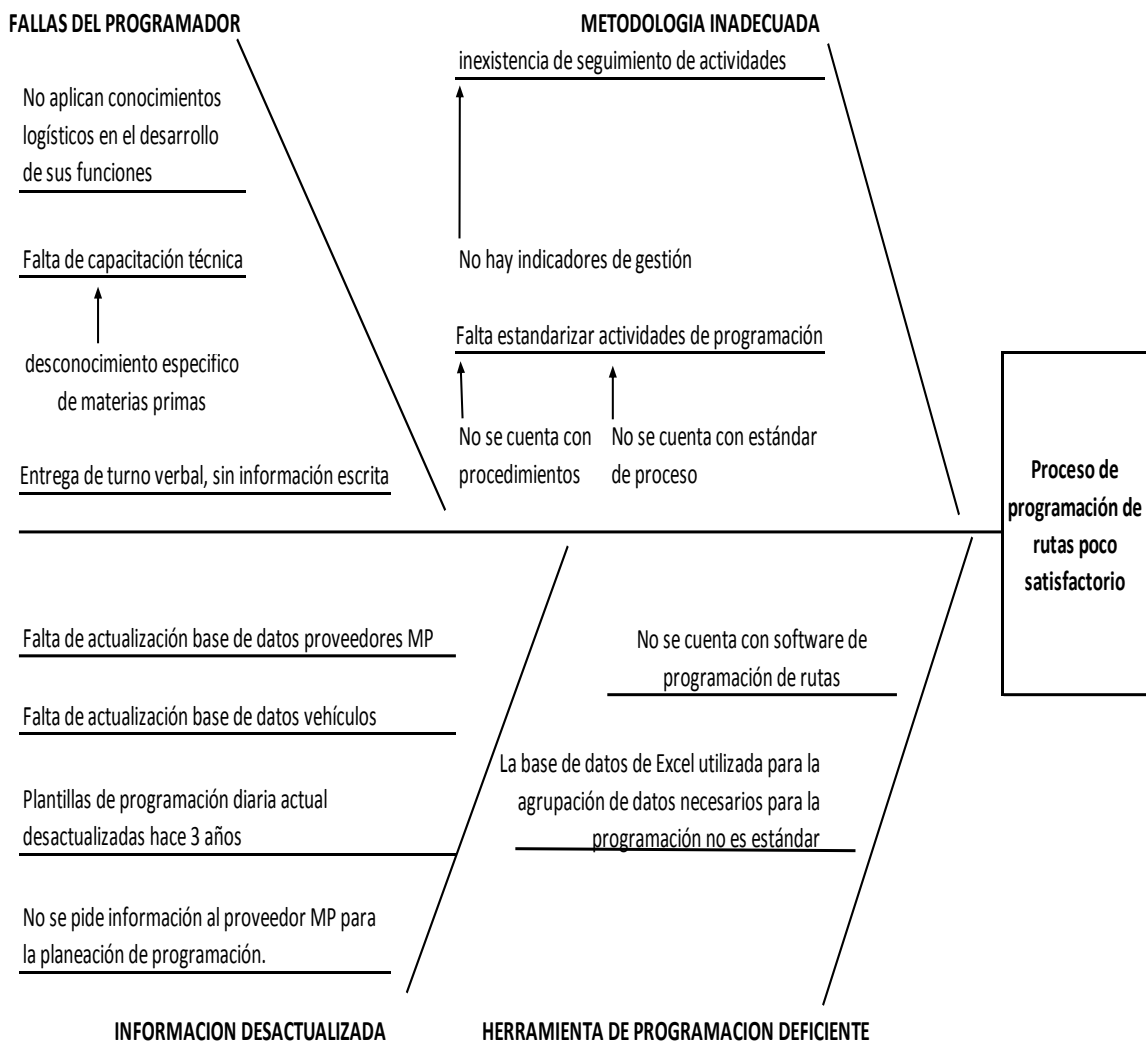 FALLAS DEL PROGRAMADOR
No aplican conocimientos
logísticos en el desarrollo
de sus funciones
Falta de capacitación técnica
desconocimiento especifico
de materias primas
Entrega de turno verbal, sin información escrita
METODOLOGIA INADECUADA
inexistencia de seguimiento de actividades
No hay indicadores de gestión
Falta estandarizar actividades de programación
No se cuenta con
procedimientos
No se cuenta con estándar
de proceso
Proceso de
programación de
rutas poco
satisfactorio
Falta de actualización base de datos proveedores MP
Falta de actualización base de datos vehículos
Plantillas de programación diaria actual
desactualizadas hace 3 años
No se pide información al proveedor MP para
la planeación de programación.
INFORMACION DESACTUALIZADA
No se cuenta con software de
programación de rutas
La base de datos de Excel utilizada para la
agrupación de datos necesarios para la
programación no es estándar
HERRAMIENTA DE PROGRAMACION DEFICIENTE